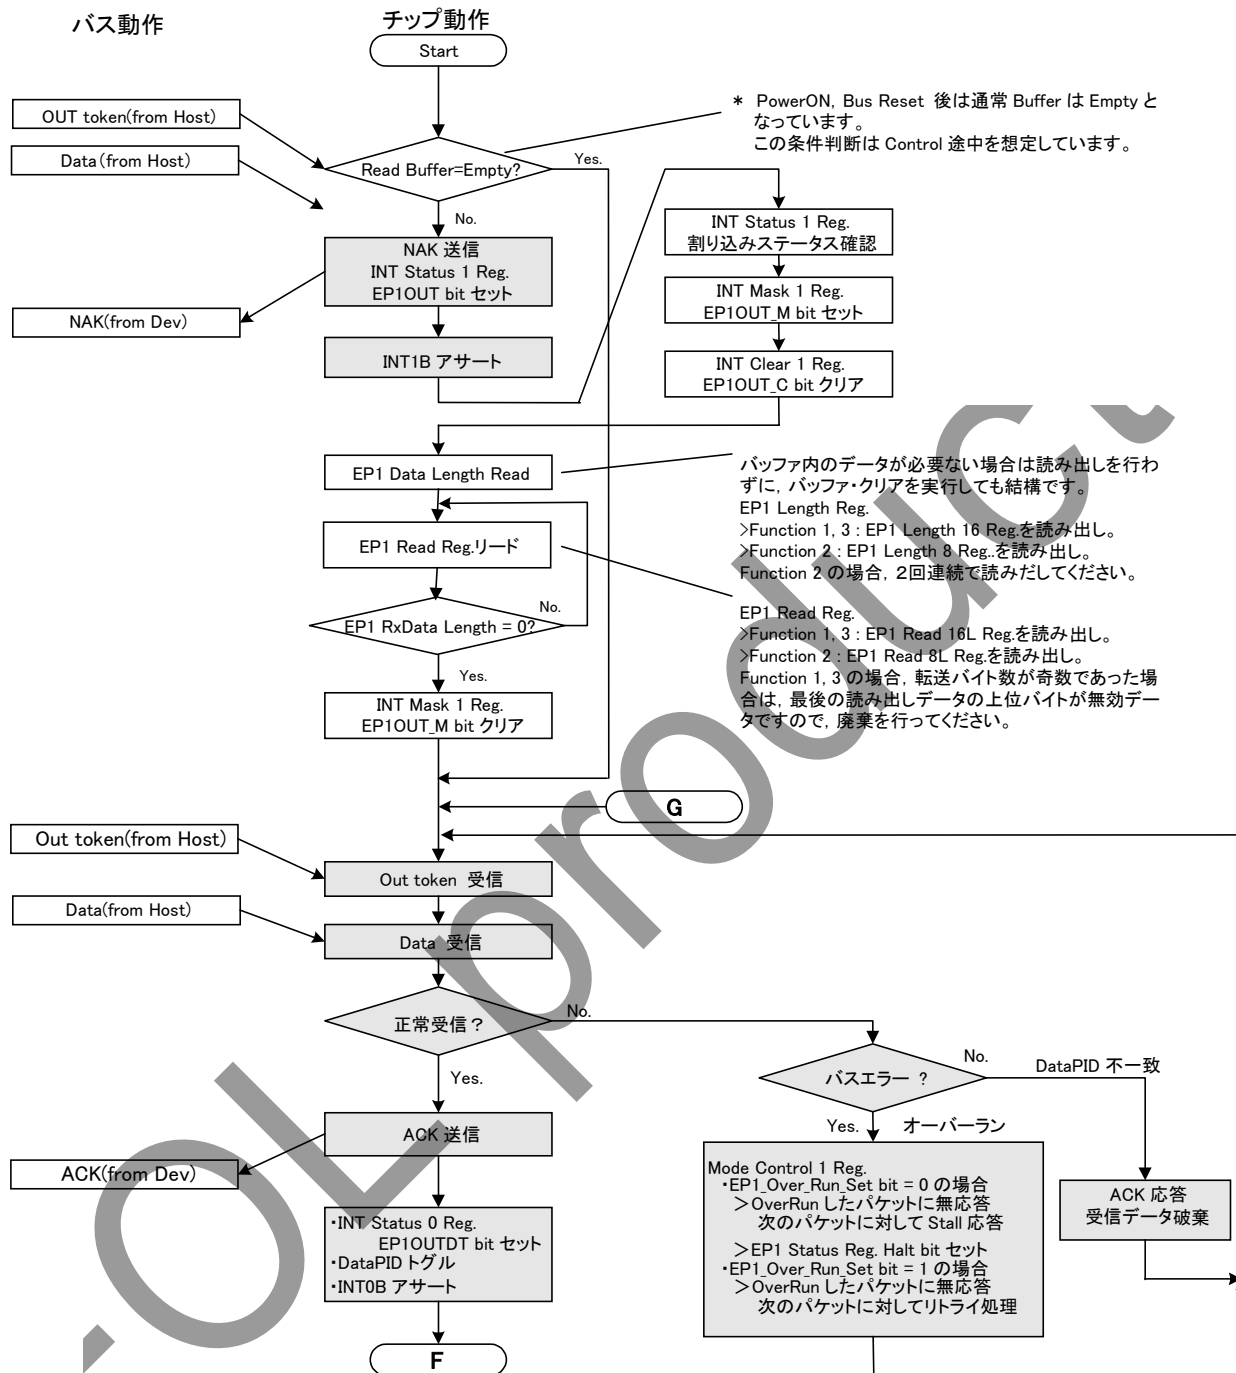 バス動作
チップ動作
Start
OUT token(from Host)
Data (from Host)
Read Buffer=Empty?
Yes.
No.
* PowerON, Bus Reset 後は通常 Buffer は Empty と
なっています。
この条件判断は Control 途中を想定しています。
NAK 送信
INT Status 1 Reg.
EP1OUT bit セット
NAK(from Dev)
INT1B アサート
INT Status 1 Reg.
割り込みステータス確認
INT Mask 1 Reg.
EP1OUT_M bit セット
INT Clear 1 Reg.
EP1OUT_C bit クリア
EP1 Data Length Read
EP1 Read Reg.リード
EP1 RxData Length = 0?
No.
Yes.
INT Mask 1 Reg.
EP1OUT_M bit クリア
バッファ内のデータが必要ない場合は読み出しを行わ
ずに，バッファ・クリアを実行しても結構です。
EP1 Length Reg.
>Function 1, 3 : EP1 Length 16 Reg.を読み出し。
>Function 2 : EP1 Length 8 Reg..を読み出し。
Function 2 の場合，２回連続で読みだしてください。
EP1 Read Reg.
>Function 1, 3 : EP1 Read 16L Reg.を読み出し。
>Function 2 : EP1 Read 8L Reg.を読み出し。
Function 1, 3 の場合，転送バイト数が奇数であった場
合は，最後の読み出しデータの上位バイトが無効デー
タですので，廃棄を行ってください。
G
Out token(from Host)
Out token 受信
Data(from Host)
Data 受信
正常受信？
No.
Yes.
バスエラー ？
No.
DataPID 不一致
Yes.
オーバーラン
ACK 送信
ACK(from Dev)
・INT Status 0 Reg.
EP1OUTDT bit セット
・DataPID トグル
・INT0B アサート
F
Mode Control 1 Reg.
・EP1_Over_Run_Set bit = 0 の場合
＞OverRun したパケットに無応答
次のパケットに対して Stall 応答
＞EP1 Status Reg. Halt bit セット
・EP1_Over_Run_Set bit = 1 の場合
＞OverRun したパケットに無応答
次のパケットに対してリトライ処理
ACK 応答
受信データ破棄
EOL product